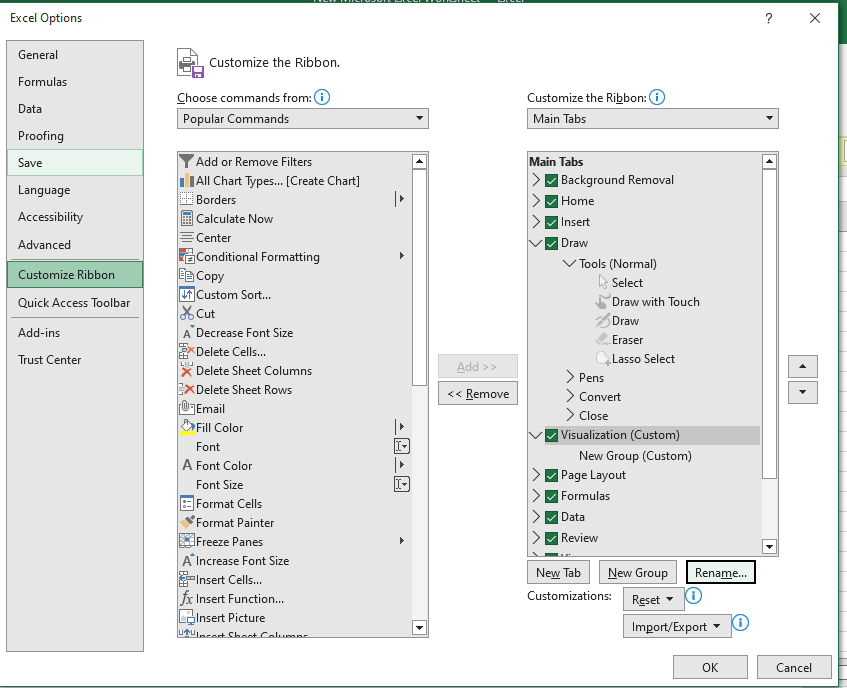 New Microsoft Excel Worksheet - Excel
Excel Options
?
General
Formulas
Data
Proofing
Save
Language
Accessibility
Advanced
Customize Ribbon
Quick Access Toolbar
Add-ins
Trust Center
Customize the Ribbon.
Choose commands from:
Popular Commands
Add or Remove Filters
All Chart Types... [Create Chart]
Borders
Calculate Now
Center
Conditional Formatting
Copy
Custom Sort...
Cut
Decrease Font Size
Delete Cells...
Delete Sheet Columns
Delete Sheet Rows
Email
Fill Color
Font
Font Color
Font Size
Format Cells
Format Painter
Freeze Panes
Increase Font Size
Insert Cells...
Insert Function...
Insert Picture
Insert Sheet Columns
Add >>
<< Remove
Customize the Ribbon:
Main Tabs
Main Tabs
Background Removal
Home
Insert
Draw
Tools (Normal)
Select
Draw with Touch
Draw
Eraser
Lasso Select
Pens
Convert
Close
Visualization (Custom)
New Group (Custom)
Page Layout
Formulas
Data
Review
New Tab
New Group
Rename...
Customizations:
Reset
Import/Export
OK
Cancel